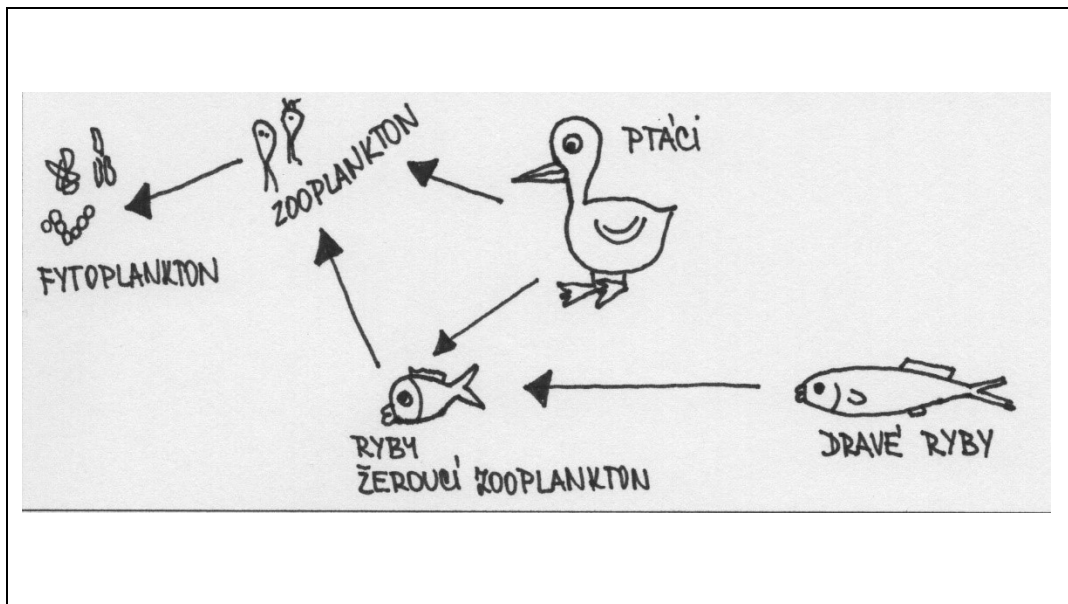 FYTOPLANKTON
ZOOPLANKTON
PTÁCI
RYBY
ŽEROUCÍ ZOOPLANKTON
DRAVÉ RYBY